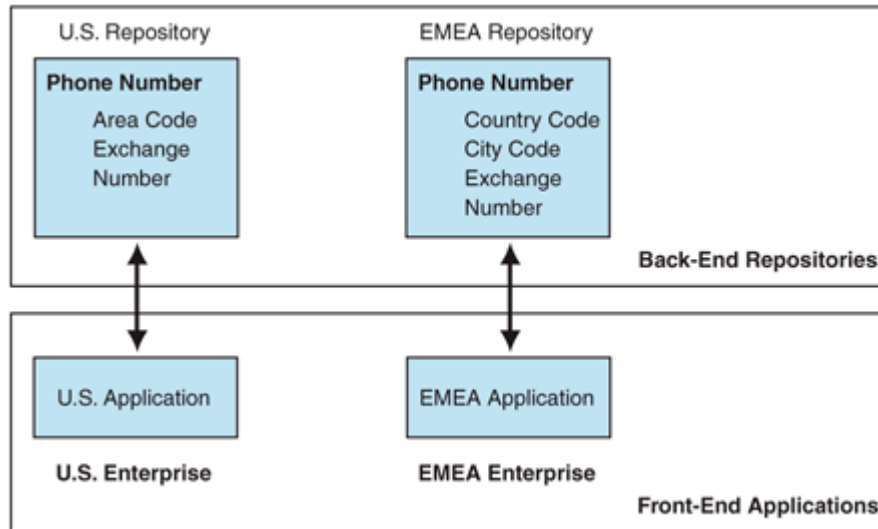 U.S. Repository
EMEA Repository
Phone Number
Area Code
Exchange
Number
Phone Number
Country Code
City Code
Exchange
Number
Back-End Repositories
U.S. Application
EMEA Application
U.S. Enterprise
EMEA Enterprise
Front-End Applications